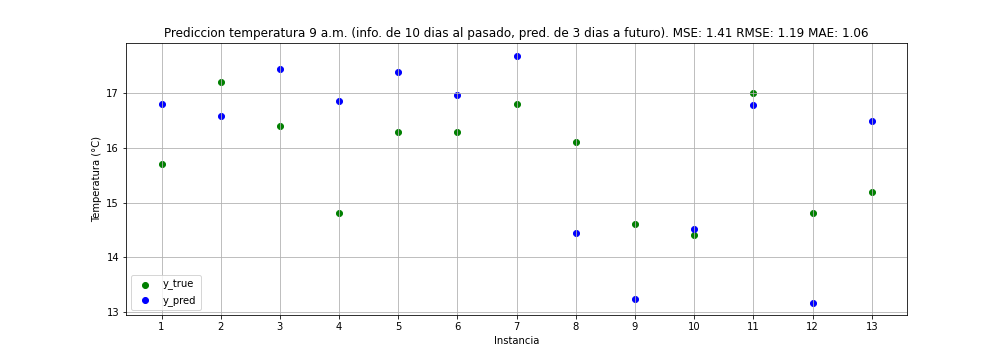 Prediccion temperatura 9 a.m. (info. de 10 dias al pasado, pred. de 3 dias a futuro). MSE: 1.41 RMSE: 1.19 MAE: 1.06
Temperatura (°C)
17
16
15
14
13
y_true
y_pred
1 2 3 4 5 6 7 8 9 10 11 12 13
Instancia